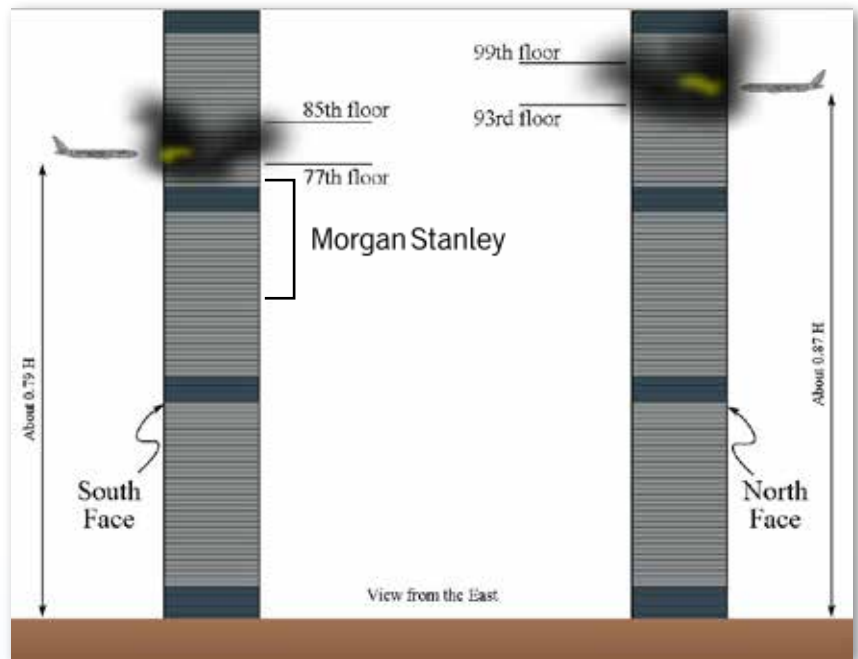 99th floor
85th floor
93rd floor
77th floor
Morgan Stanley
About 0.79 H
About 0.87 H
South
Face
North
Face
View from the East